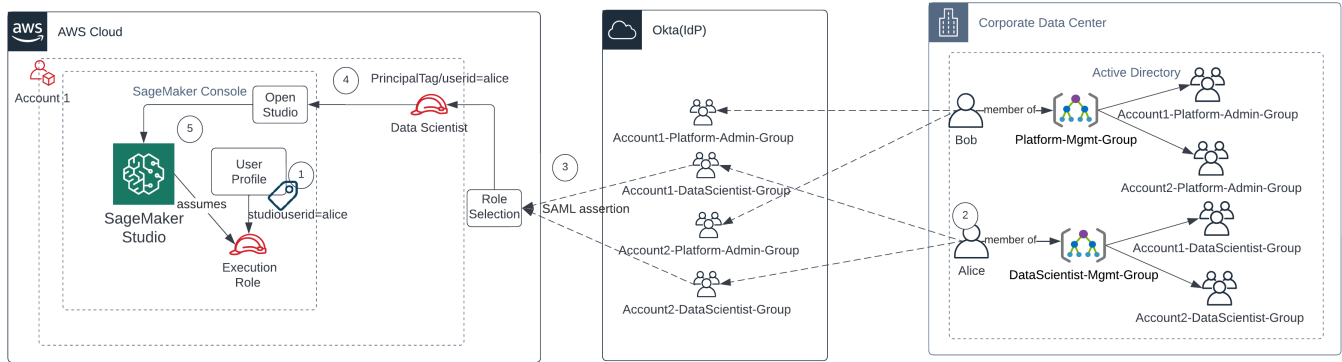 aws
AWS Cloud
Account 1
SageMaker Console
Open
Studio
4
PrincipalTag/userid=alice
Data Scientist
5
User
Profile
1
studiouserid=alice
SageMaker
Studio
assumes
Execution
Role
Role
Selection
3
SAML assertion
Okta(IdP)
Account1-Platform-Admin-Group
Account1-DataScientist-Group
Account2-Platform-Admin-Group
Account2-DataScientist-Group
Corporate Data Center
Active Directory
Bob
member of
Platform-Mgmt-Group
Account1-Platform-Admin-Group
Account2-Platform-Admin-Group
2
Alice
member of
DataScientist-Mgmt-Group
Account1-DataScientist-Group
Account2-DataScientist-Group